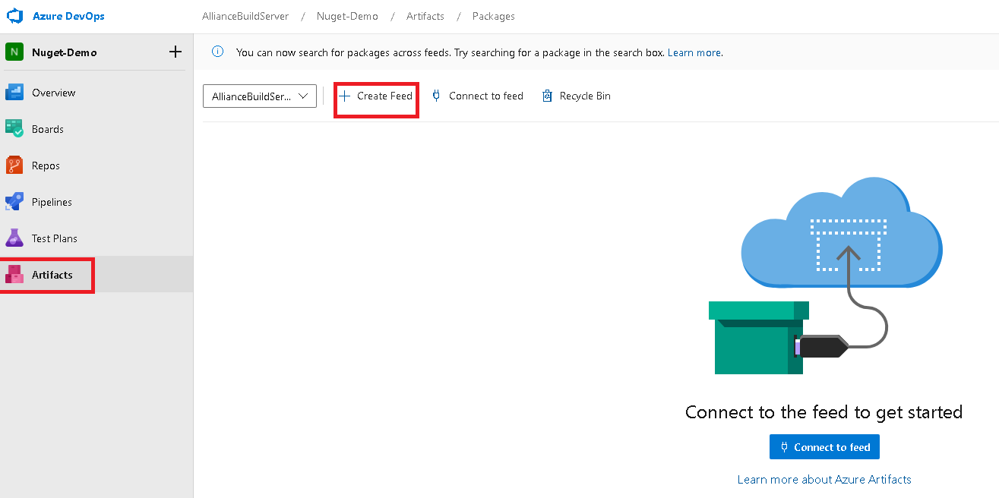 Azure DevOps
AllianceBuildServer / Nuget-Demo / Artifacts / Packages
N Nuget-Demo +
You can now search for packages across feeds. Try searching for a package in the search box. Learn more.
Overview
AllianceBuildSer... + Create Feed Connect to feed Recycle Bin
Boards
Repos
Pipelines
Test Plans
Artifacts
Connect to the feed to get started
Connect to feed
Learn more about Azure Artifacts